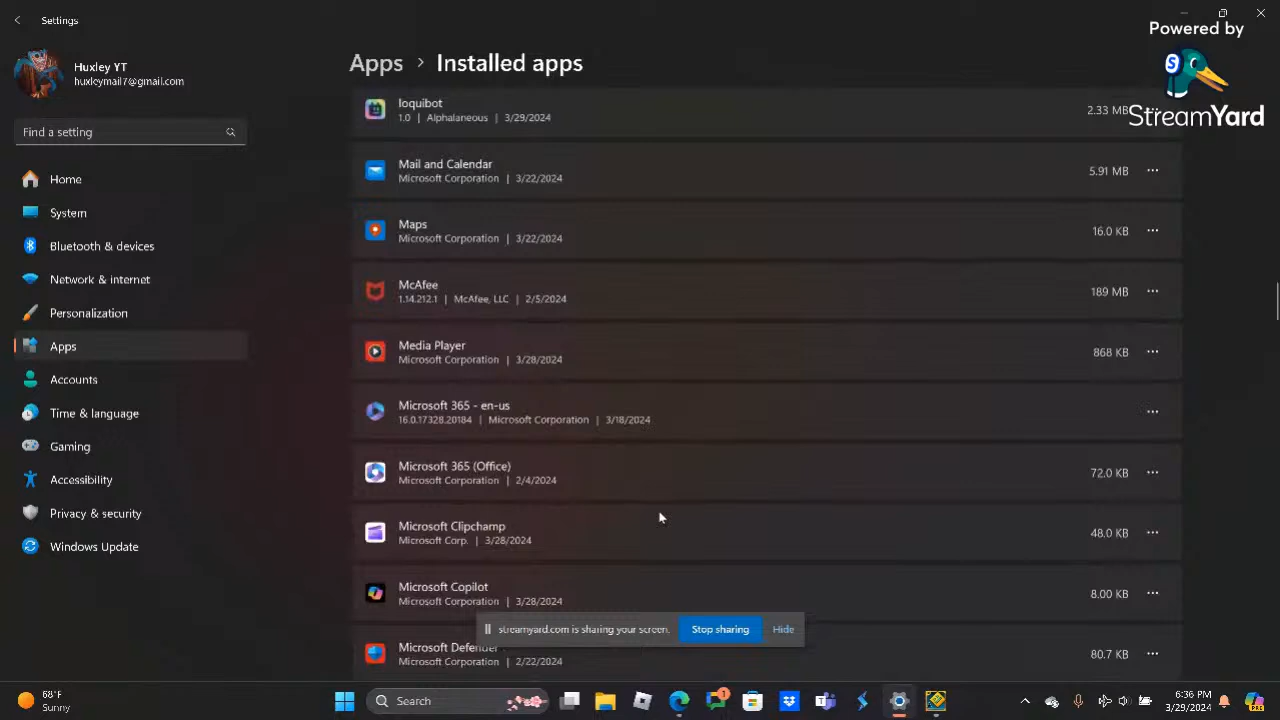 Settings
Powered by
StreamYard
Huxley YT
huxleymail7@gmail.com
Find a setting
Home
System
Bluetooth & devices
Network & internet
Personalization
Apps
Accounts
Time & language
Gaming
Accessibility
Privacy & security
Windows Update
Apps > Installed apps
loquibot
1.0 | Alphalaneous | 3/29/2024
2.33 MB
Mail and Calendar
Microsoft Corporation | 3/22/2024
5.91 MB
Maps
Microsoft Corporation | 3/22/2024
16.0 KB
McAfee
1.14.212.1 | McAfee, LLC | 2/5/2024
189 MB
Media Player
Microsoft Corporation | 3/28/2024
868 KB
Microsoft 365 - en-us
16.0.17328.20184 | Microsoft Corporation | 3/18/2024
Microsoft 365 (Office)
Microsoft Corporation | 2/4/2024
72.0 KB
Microsoft Clipchamp
Microsoft Corp. | 3/28/2024
48.0 KB
Microsoft Copilot
Microsoft Corporation | 3/28/2024
8.00 KB
streamyard.com is sharing your screen.
Stop sharing
Hide
Microsoft Defender
Microsoft Corporation | 2/22/2024
80.7 KB
68°F
Sunny
Search
1
6:36 PM
3/29/2024